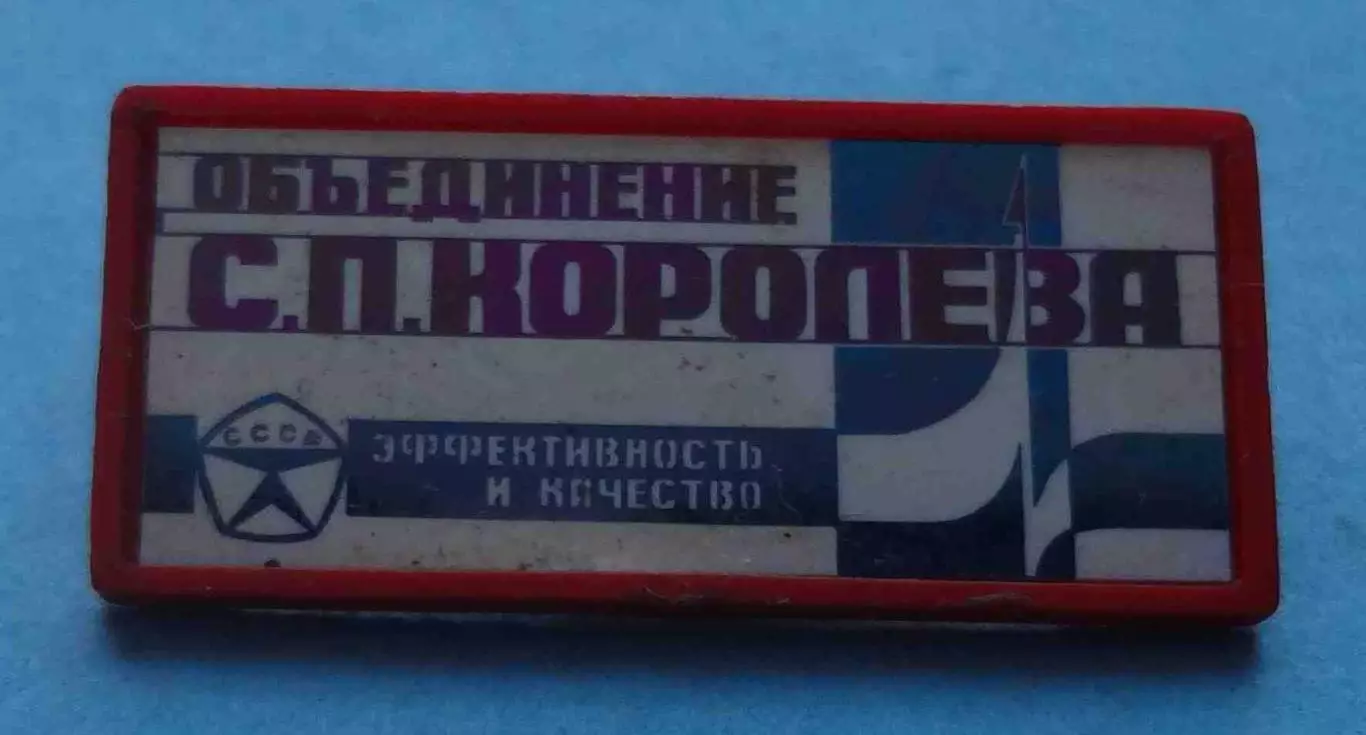 ОБЪЕДИНЕНИЕ
С.П.КОРОЛЕВА
СССР
ЭФФЕКТИВНОСТЬ
И КАЧЕСТВО